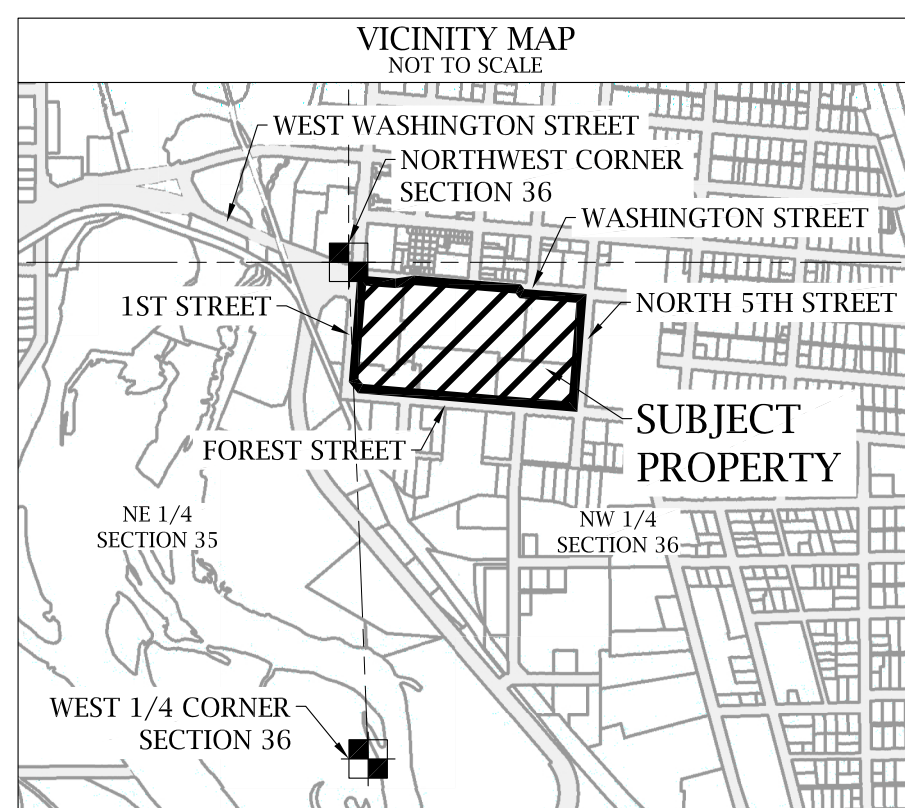 VICINITY MAP
NOT TO SCALE
WEST WASHINGTON STREET
NORTHWEST CORNER
SECTION 36
WASHINGTON STREET
1ST STREET
NORTH 5TH STREET
SUBJECT
PROPERTY
FOREST STREET
NE 1/4
SECTION 35
NW 1/4
SECTION 36
WEST 1/4 CORNER
SECTION 36